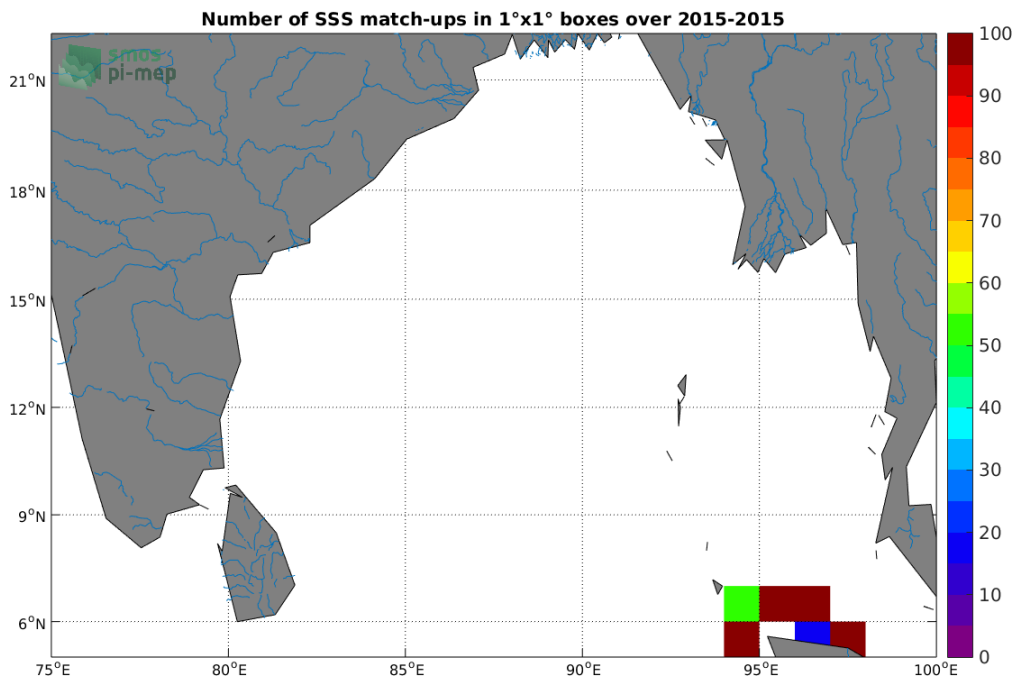 Number of SSS match-ups in 1°x1° boxes over 2015-2015
smos
pi-mep
21°N
18°N
15°N
12°N
9°N
6°N
75°E 80°E 85°E 90°E 95°E 100°E
100
90
80
70
60
50
40
30
20
10
0